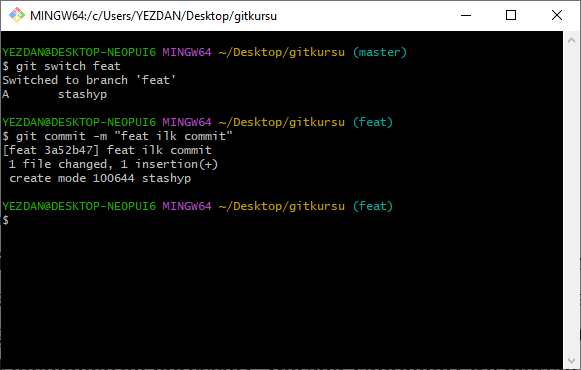 MINGW64:/c/Users/YEZDAN/Desktop/gitkursu
YEZDAN@DESKTOP-NEOPUI6 MINGW64 ~/Desktop/gitkursu (master)
$ git switch feat
Switched to branch 'feat'
A       stashyp
YEZDAN@DESKTOP-NEOPUI6 MINGW64 ~/Desktop/gitkursu (feat)
$ git commit -m "feat ilk commit"
[feat 3a52b47] feat ilk commit
 1 file changed, 1 insertion(+)
 create mode 100644 stashyp
YEZDAN@DESKTOP-NEOPUI6 MINGW64 ~/Desktop/gitkursu (feat)
$